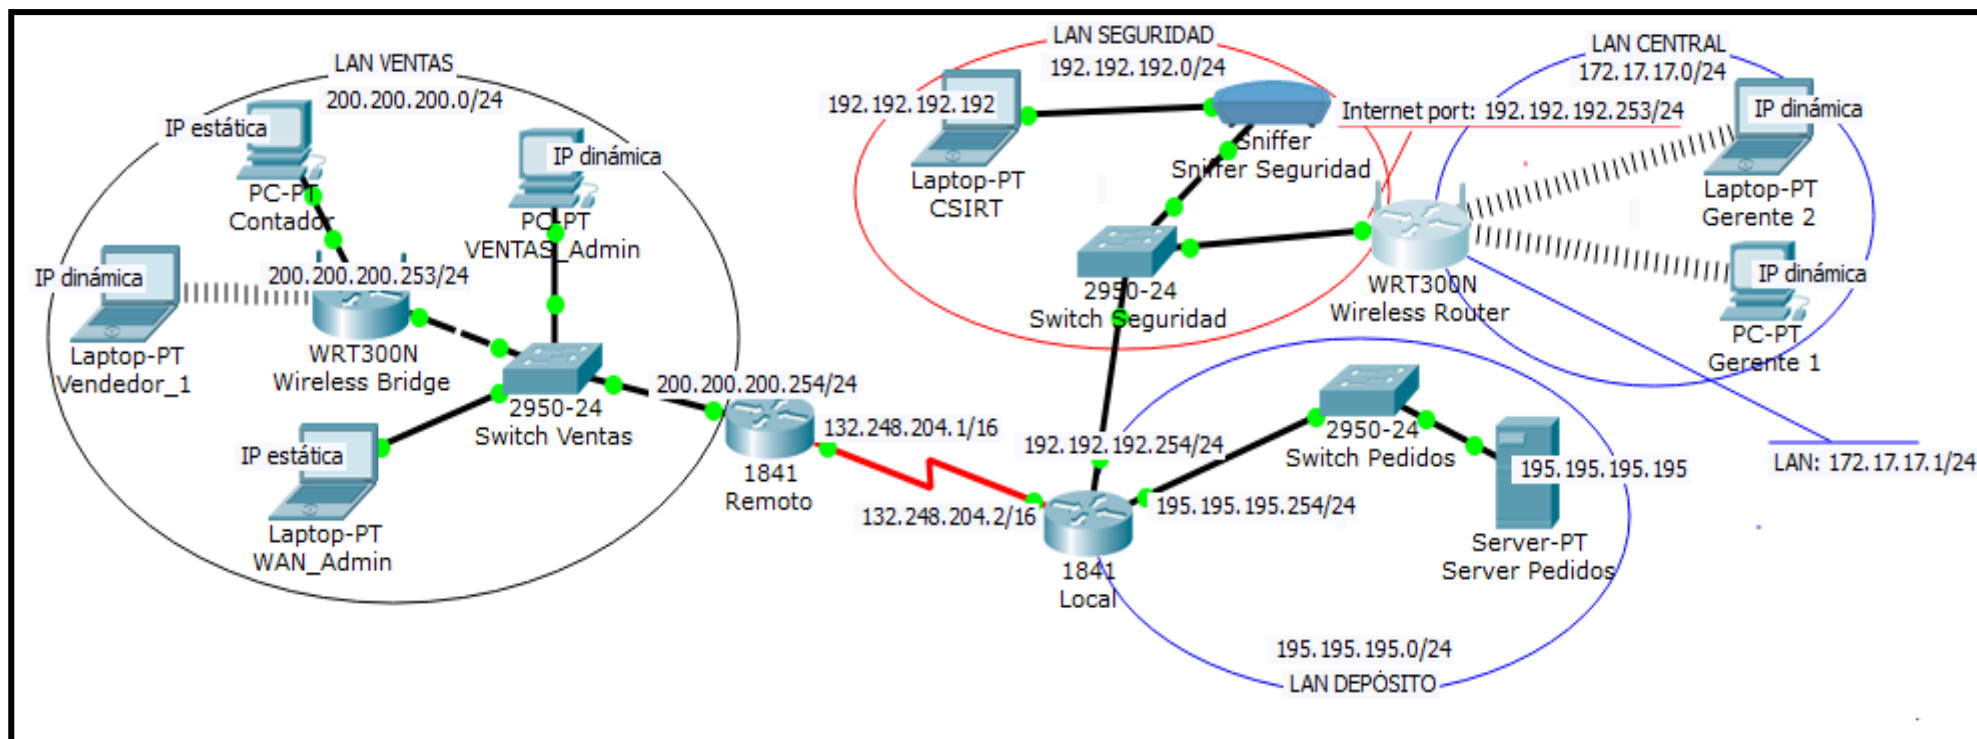 LAN VENTAS
200.200.200.0/24
IP estática
PC-PT
Contador
IP dinámica
PC-PT
VENTAS_Admin
IP dinámica
Laptop-PT
Vendedor_1
200.200.200.253/24
WRT300N
Wireless Bridge
2950-24
Switch Ventas
IP estática
Laptop-PT
WAN_Admin
200.200.200.254/24
1841
Remoto
132.248.204.1/16
132.248.204.2/16
LAN SEGURIDAD
192.192.192.0/24
192.192.192.192
Laptop-PT
CSIRT
Sniffer
Sniffer Seguridad
2950-24
Switch Seguridad
Internet port: 192.192.192.253/24
WRT300N
Wireless Router
LAN CENTRAL
172.17.17.0/24
IP dinámica
Laptop-PT
Gerente 2
IP dinámica
PC-PT
Gerente 1
LAN: 172.17.17.1/24
192.192.192.254/24
195.195.195.254/24
1841
Local
2950-24
Switch Pedidos
195.195.195.195
Server-PT
Server Pedidos
195.195.195.0/24
LAN DEPÓSITO